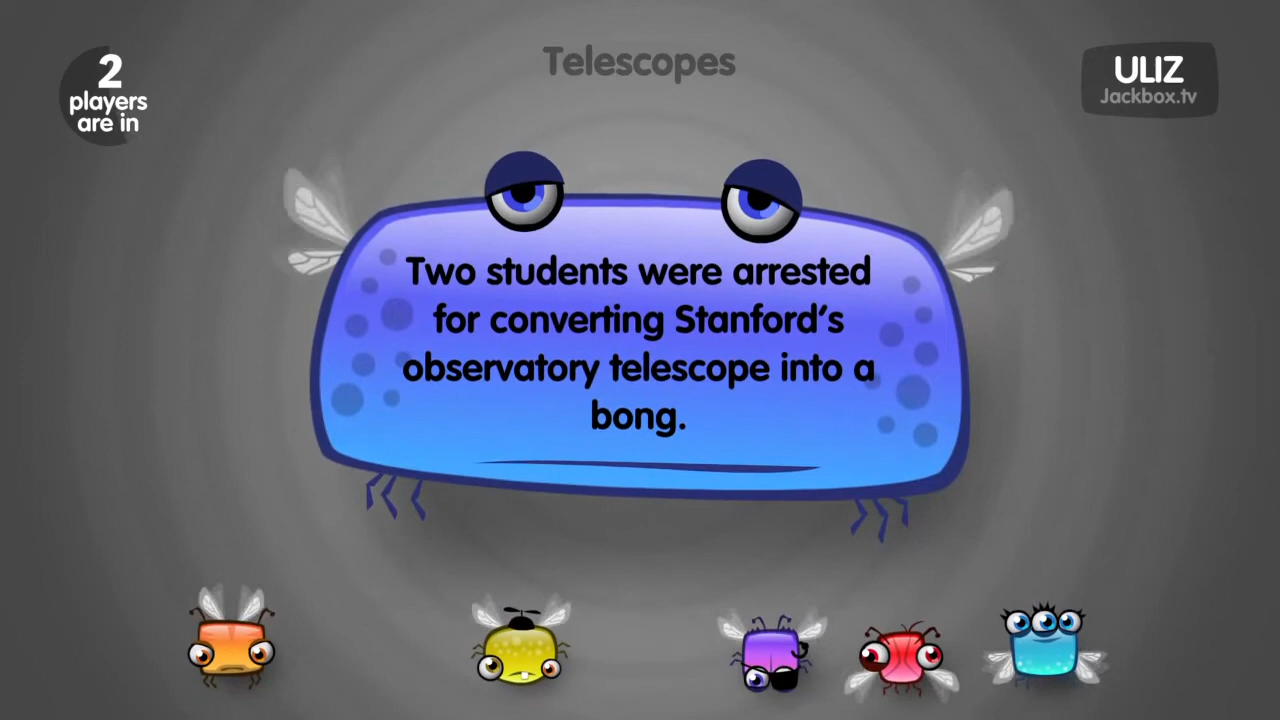 Telescopes
2
players
are in
ULIZ
Jackbox.tv
Two students were arrested
for converting Stanford's
observatory telescope into a
bong.